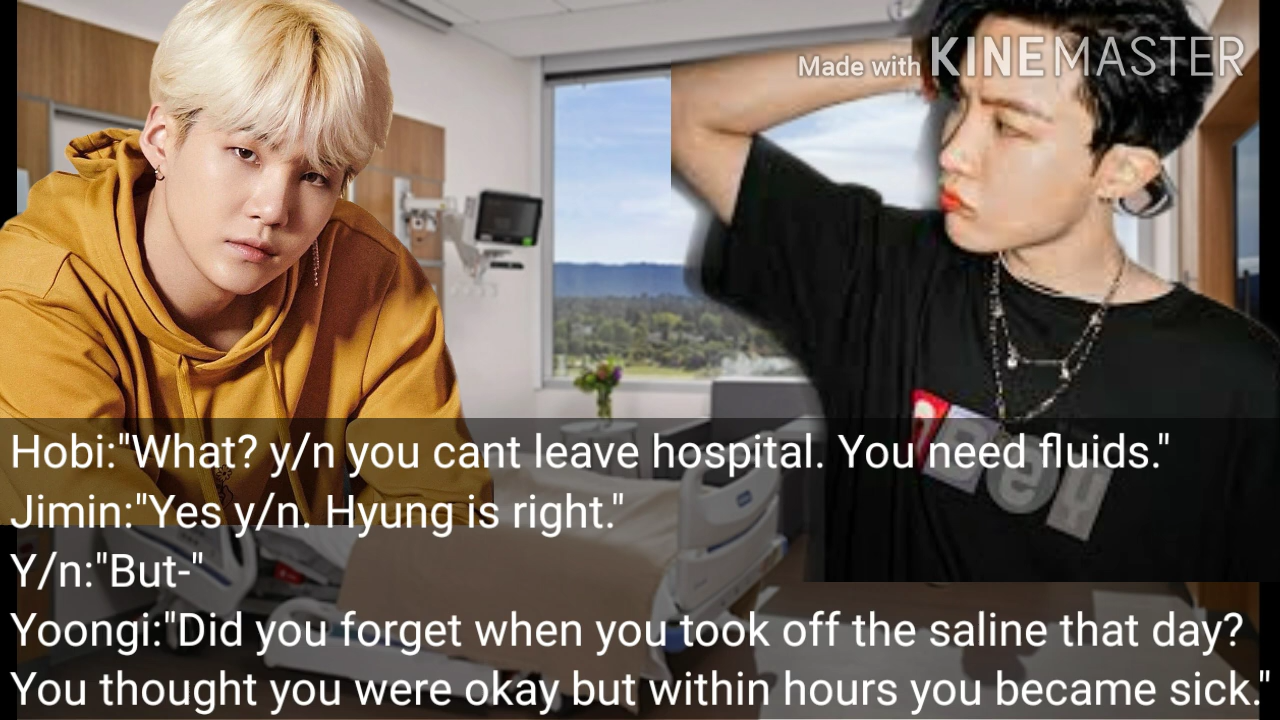 Made with KINEMASTER
OBey
Hobi:"What? y/n you cant leave hospital. You need fluids."
Jimin:"Yes y/n. Hyung is right."
Y/n:"But-"
Yoongi:"Did you forget when you took off the saline that day?
You thought you were okay but within hours you became sick."